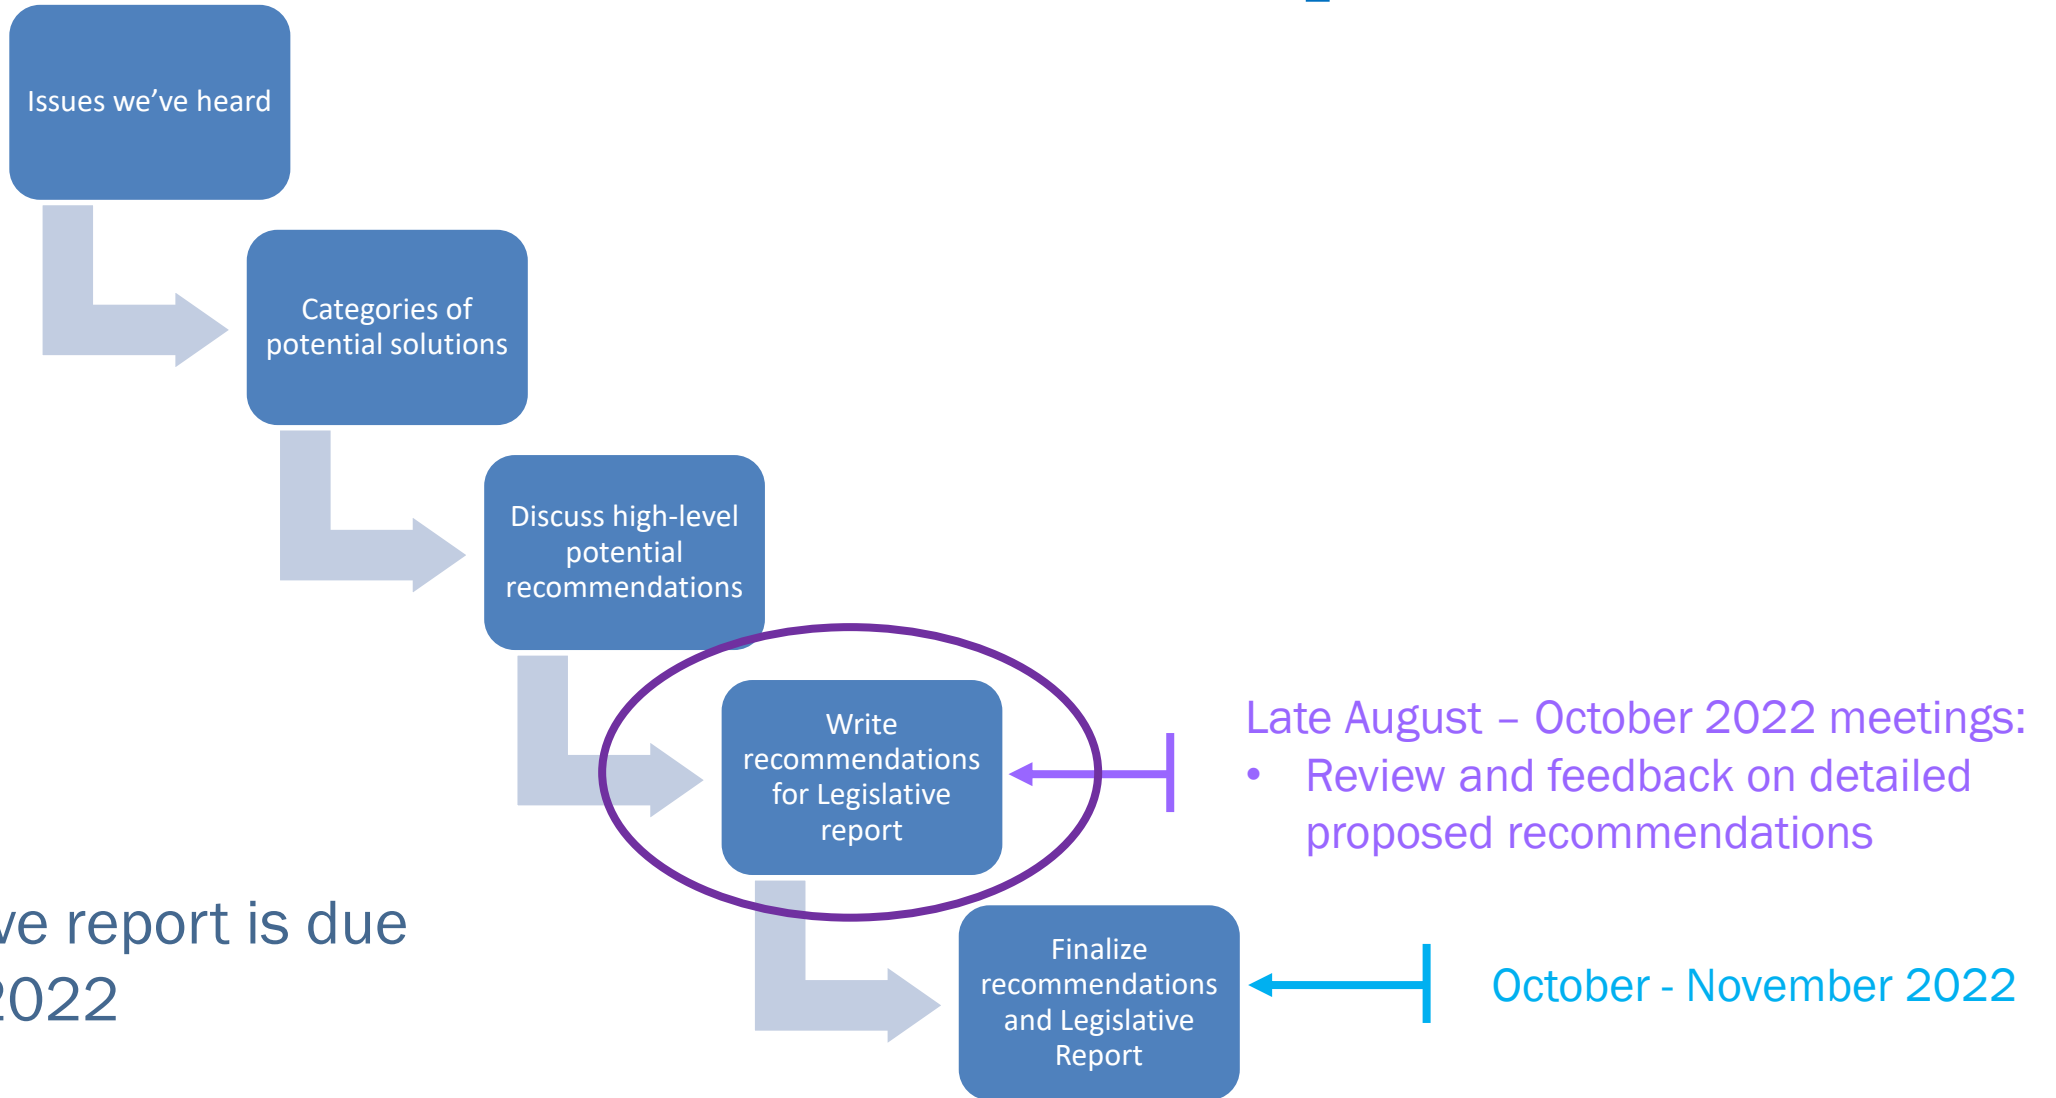 Issues we've heard
Categories of
potential solutions
Discuss high-level
potential
recommendations
Write
recommendations
for Legislative
report
Late August – October 2022 meetings:
• Review and feedback on detailed
proposed recommendations
report is due
2022
Finalize
recommendations
and Legislative
Report
October - November 2022